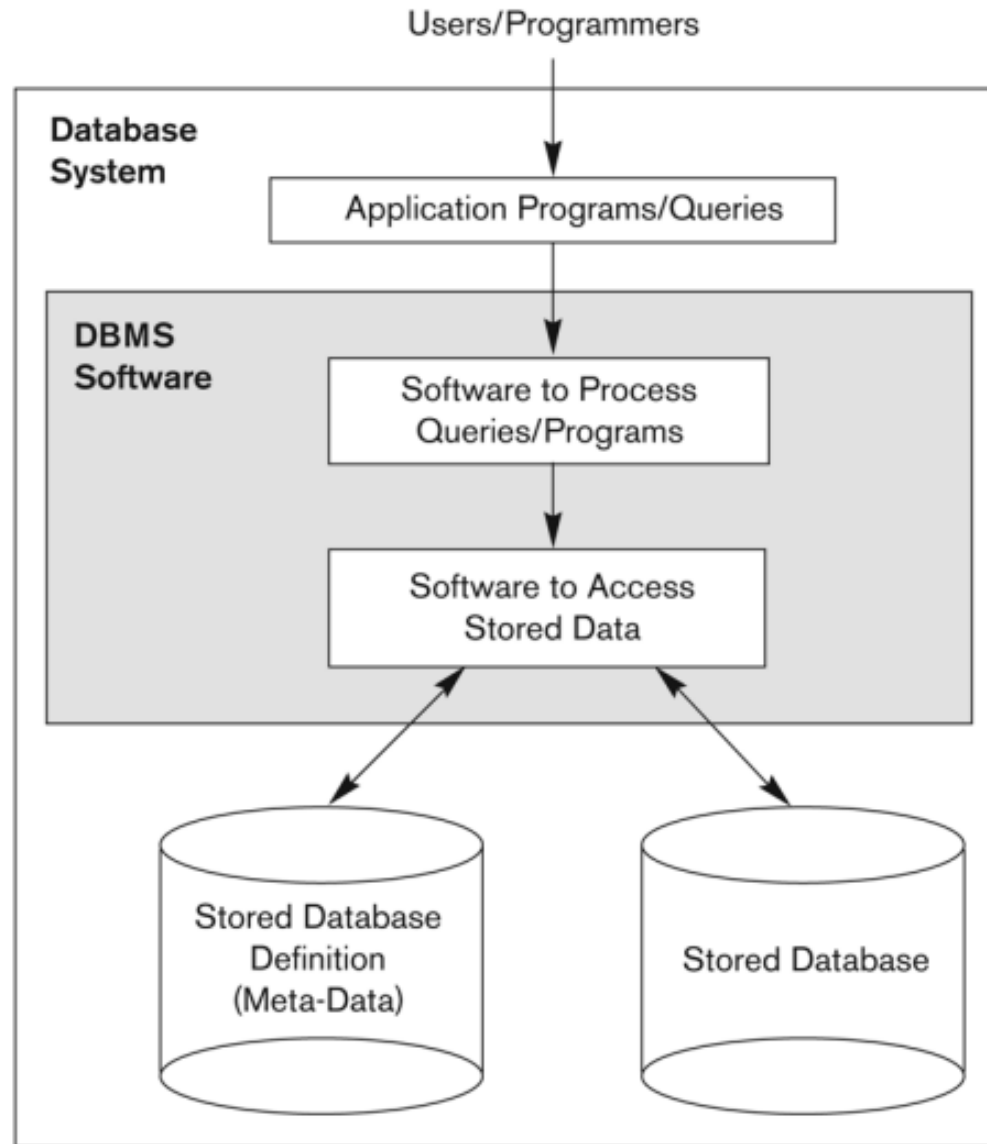 Users/Programmers
Database
System
Application Programs/Queries
DBMS
Software
Software to Process
Queries/Programs
Software to Access
Stored Data
Stored Database
Definition
(Meta-Data)
Stored Database